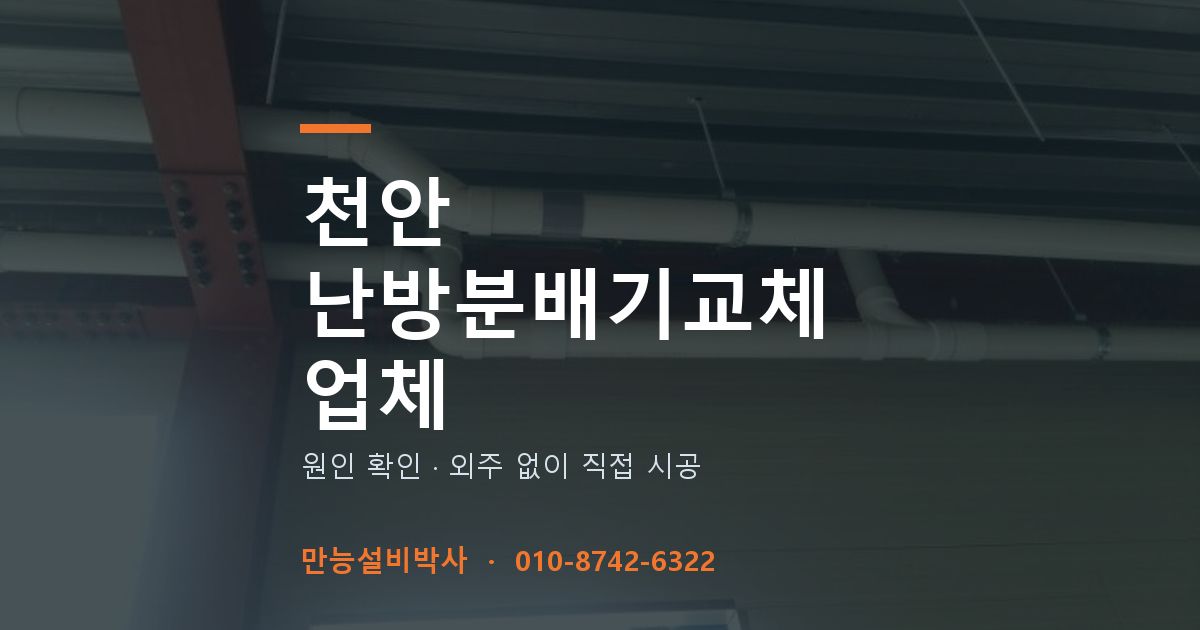 천안
난방분배기교체
업체
원인 확인 · 외주 없이 직접 시공
만능설비박사 · 010-8742-6322